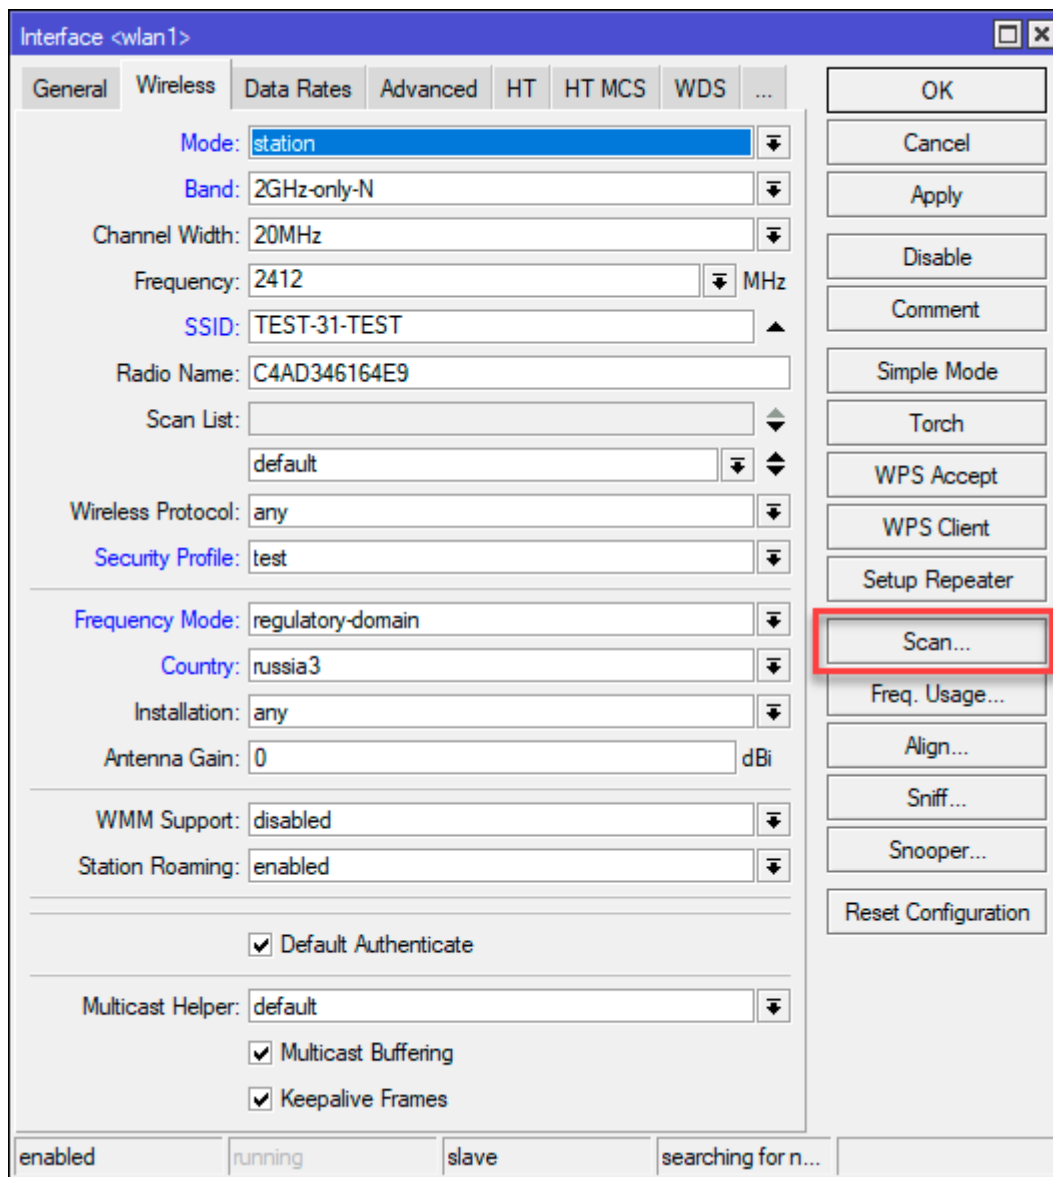 Interface <wlan1>
General Wireless Data Rates Advanced HT HT MCS WDS ...
Mode: station
Band: 2GHz-only-N
Channel Width: 20MHz
Frequency: 2412 MHz
SSID: TEST-31-TEST
Radio Name: C4AD346164E9
Scan List:
default
Wireless Protocol: any
Security Profile: test
Frequency Mode: regulatory-domain
Country: russia3
Installation: any
Antenna Gain: 0 dBi
WMM Support: disabled
Station Roaming: enabled
Default Authenticate
Multicast Helper: default
Multicast Buffering
Keepalive Frames
OK
Cancel
Apply
Disable
Comment
Simple Mode
Torch
WPS Accept
WPS Client
Setup Repeater
Scan...
Freq. Usage...
Align...
Sniff...
Snooper...
Reset Configuration
enabled running slave searching for n...